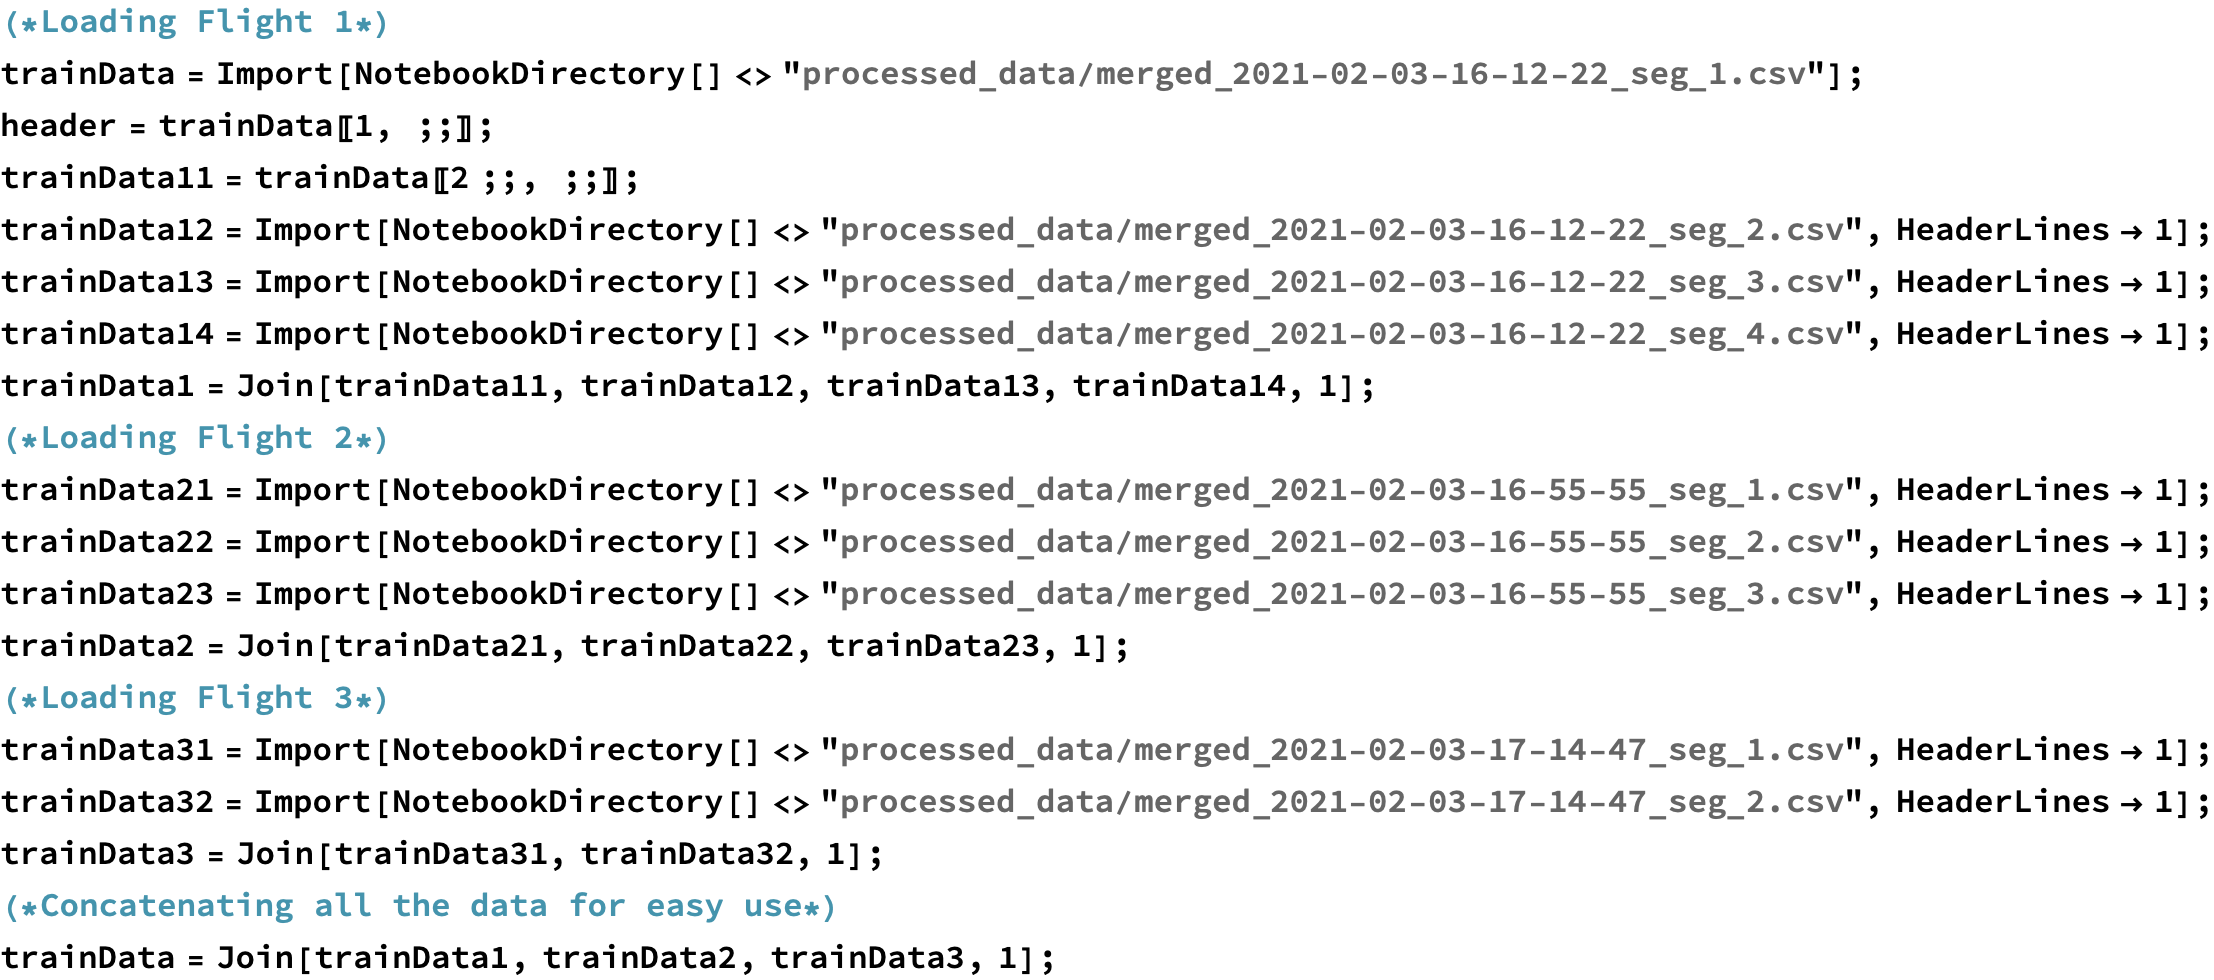 (*Loading Flight 1*)
trainData = Import[NotebookDirectory[] <> "processed_data/merged_2021-02-03-16-12-22_seg_1.csv"];
header = trainData〚1, ;;〛;
trainData11 = trainData〚2 ;;, ;;〛;
trainData12 = Import[NotebookDirectory[] <> "processed_data/merged_2021-02-03-16-12-22_seg_2.csv", HeaderLines → 1];
trainData13 = Import[NotebookDirectory[] <> "processed_data/merged_2021-02-03-16-12-22_seg_3.csv", HeaderLines → 1];
trainData14 = Import[NotebookDirectory[] <> "processed_data/merged_2021-02-03-16-12-22_seg_4.csv", HeaderLines → 1];
trainData1 = Join[trainData11, trainData12, trainData13, trainData14, 1];
(*Loading Flight 2*)
trainData21 = Import[NotebookDirectory[] <> "processed_data/merged_2021-02-03-16-55-55_seg_1.csv", HeaderLines → 1];
trainData22 = Import[NotebookDirectory[] <> "processed_data/merged_2021-02-03-16-55-55_seg_2.csv", HeaderLines → 1];
trainData23 = Import[NotebookDirectory[] <> "processed_data/merged_2021-02-03-16-55-55_seg_3.csv", HeaderLines → 1];
trainData2 = Join[trainData21, trainData22, trainData23, 1];
(*Loading Flight 3*)
trainData31 = Import[NotebookDirectory[] <> "processed_data/merged_2021-02-03-17-14-47_seg_1.csv", HeaderLines → 1];
trainData32 = Import[NotebookDirectory[] <> "processed_data/merged_2021-02-03-17-14-47_seg_2.csv", HeaderLines → 1];
trainData3 = Join[trainData31, trainData32, 1];
(*Concatenating all the data for easy use*)
trainData = Join[trainData1, trainData2, trainData3, 1];